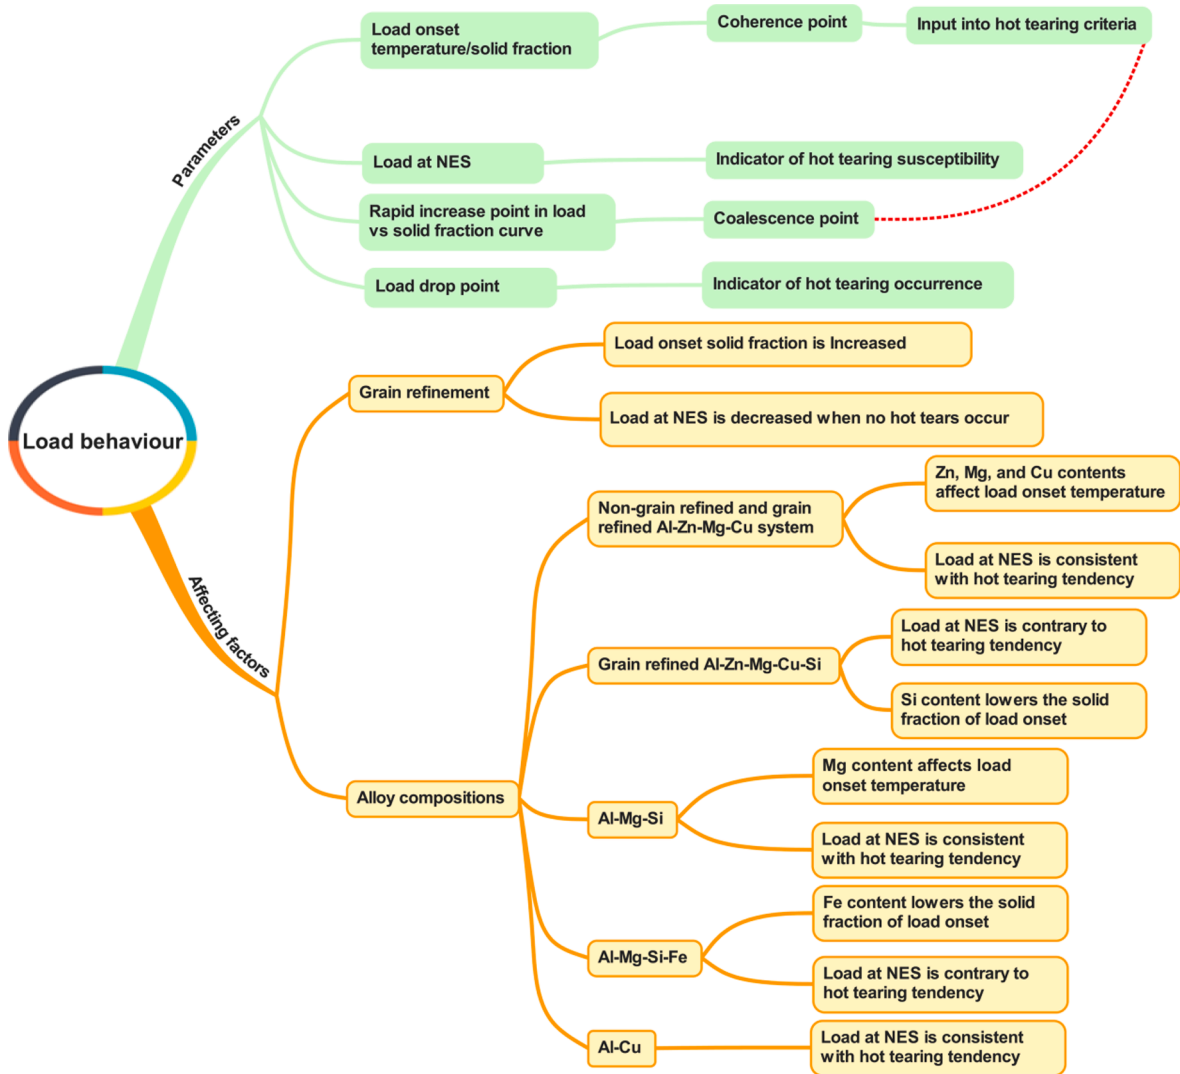 Load onset
temperature/solid fraction
Coherence point
Input into hot tearing criteria
Parameters
Load at NES
Indicator of hot tearing susceptibility
Rapid increase point in load
vs solid fraction curve
Coalescence point
Load drop point
Indicator of hot tearing occurrence
Load behaviour
Affecting factors
Grain refinement
Load onset solid fraction is Increased
Load at NES is decreased when no hot tears occur
Alloy compositions
Non-grain refined and grain
refined Al-Zn-Mg-Cu system
Zn, Mg, and Cu contents
affect load onset temperature
Load at NES is consistent
with hot tearing tendency
Grain refined Al-Zn-Mg-Cu-Si
Load at NES is contrary to
hot tearing tendency
Si content lowers the solid
fraction of load onset
Al-Mg-Si
Mg content affects load
onset temperature
Load at NES is consistent
with hot tearing tendency
Al-Mg-Si-Fe
Fe content lowers the solid
fraction of load onset
Load at NES is contrary to
hot tearing tendency
Al-Cu
Load at NES is consistent
with hot tearing tendency